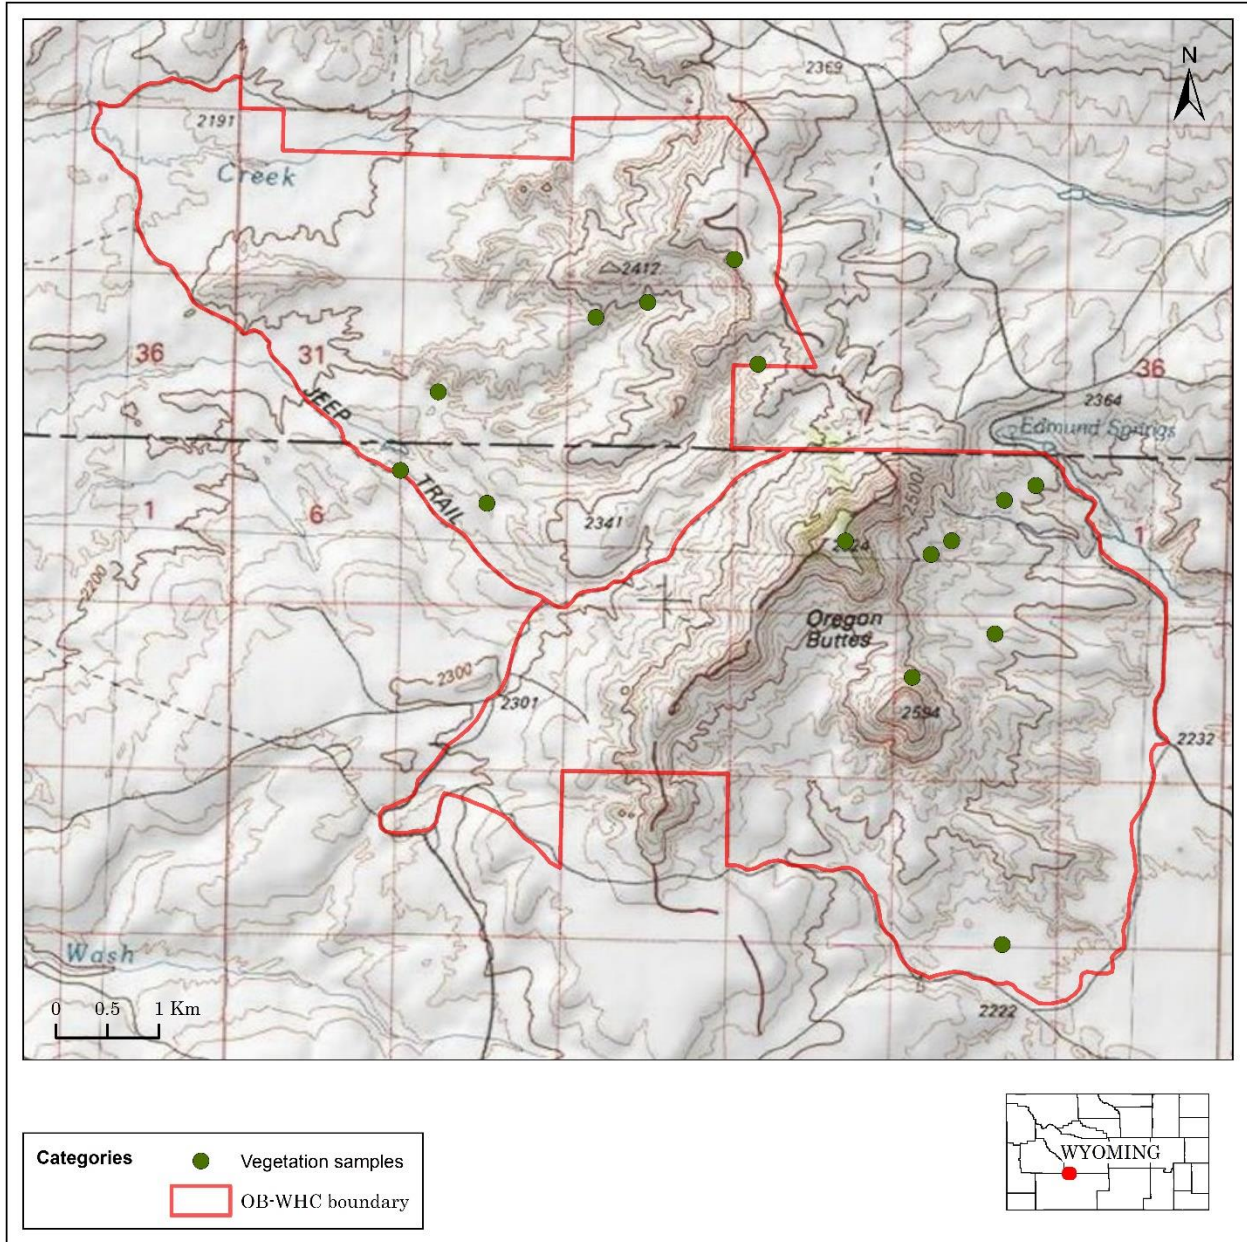 N
2369
2191
Creek
2412
36
31
36
JEEP
2364
Edmund Springs
TRAIL
2500
1
6
2341
1
2200
Oregon
Buttes
2300
2301
2594
2232
Wash
0 0.5 1 Km
2222
WYOMING
Categories
Vegetation samples
OB-WHC boundary